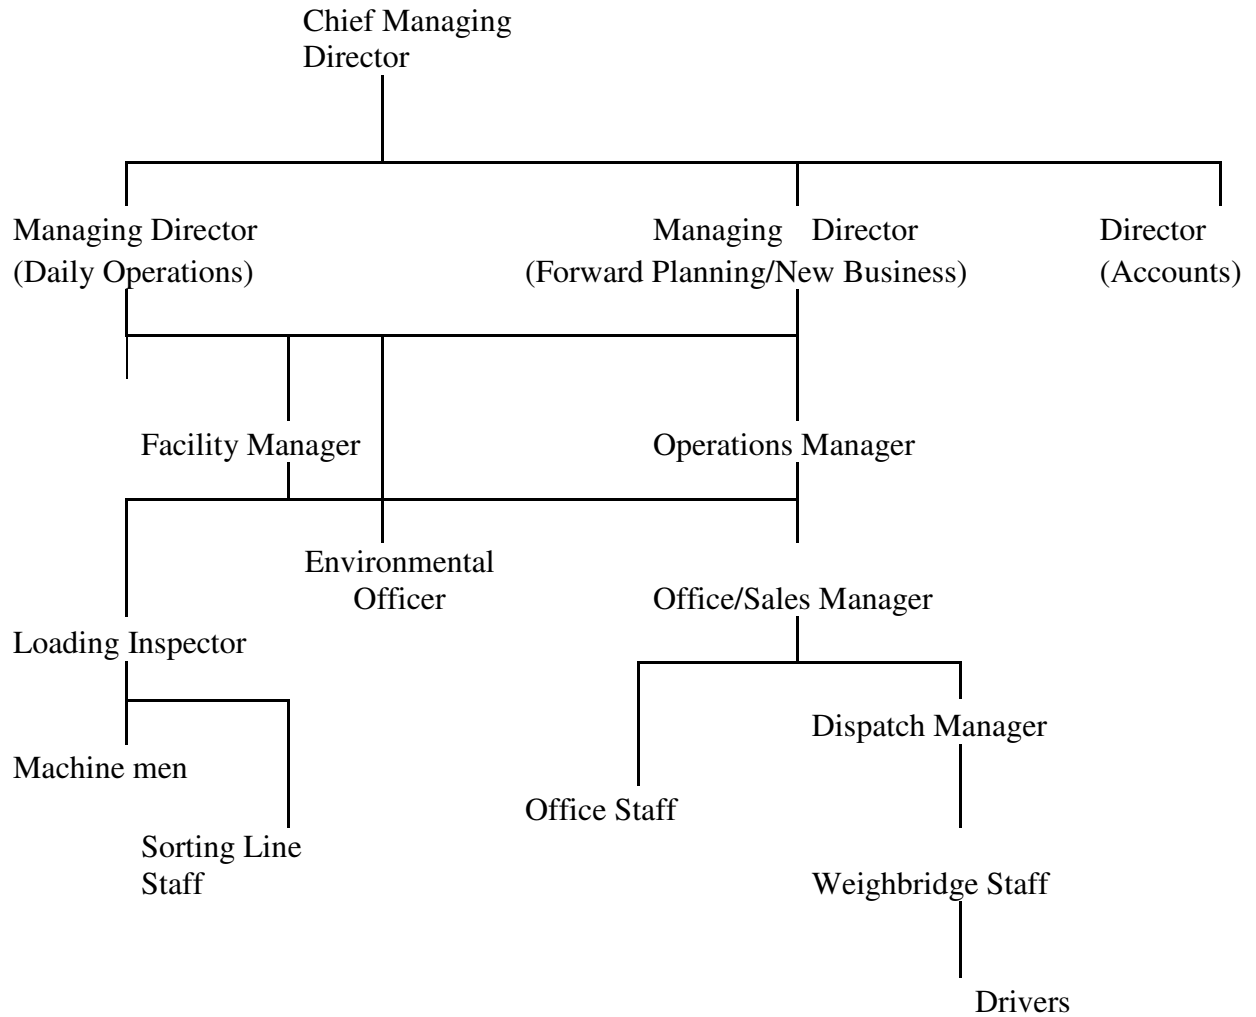 Chief Managing
Director
Managing Director
(Daily Operations)
Managing Director
(Forward Planning/New Business)
Director
(Accounts)
Facility Manager
Operations Manager
Environmental
Officer
Office/Sales Manager
Loading Inspector
Dispatch Manager
Machine men
Office Staff
Sorting Line
Staff
Weighbridge Staff
Drivers